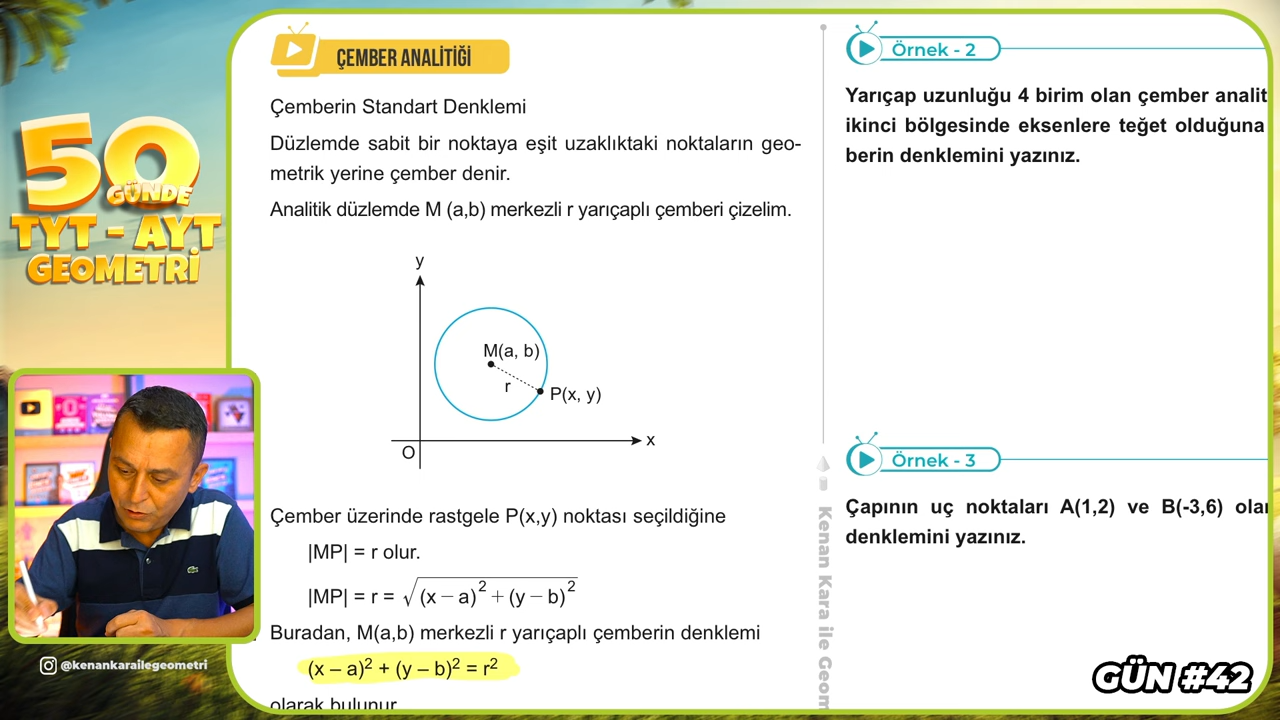 50
GÜNDE
TYT - AYT
GEOMETRİ
ÇEMBER ANALİTİĞİ
Çemberin Standart Denklemi
Düzlemde sabit bir noktaya eşit uzaklıktaki noktaların geo-
metrik yerine çember denir.
Analitik düzlemde M (a,b) merkezli r yarıçaplı çemberi çizelim.
y
M(a, b)
r
P(x, y)
x
O
Çember üzerinde rastgele P(x,y) noktası seçildiğine
|MP| = r olur.
|MP| = r = √(x – a)² + (y – b)²
Buradan, M(a,b) merkezli r yarıçaplı çemberin denklemi
(x – a)² + (y – b)² = r²
olarak bulunur
Kenan Kara ile Geom
Örnek - 2
Yarıçap uzunluğu 4 birim olan çember analit
ikinci bölgesinde eksenlere teğet olduğuna
berin denklemini yazınız.
Örnek - 3
Çapının uç noktaları A(1,2) ve B(-3,6) olan
denklemini yazınız.
@kenankarailegeometri
GÜN #42